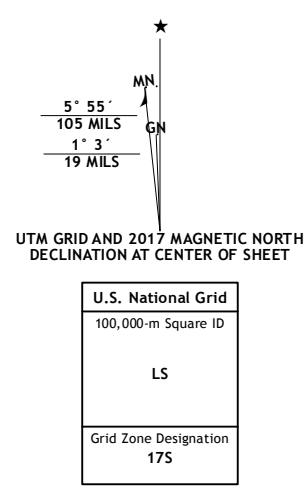 ★
MN.
5° 55´
105 MILS
GN
1° 3´
19 MILS
UTM GRID AND 2017 MAGNETIC NORTH
DECLINATION AT CENTER OF SHEET
U.S. National Grid
100,000-m Square ID
LS
Grid Zone Designation
17S